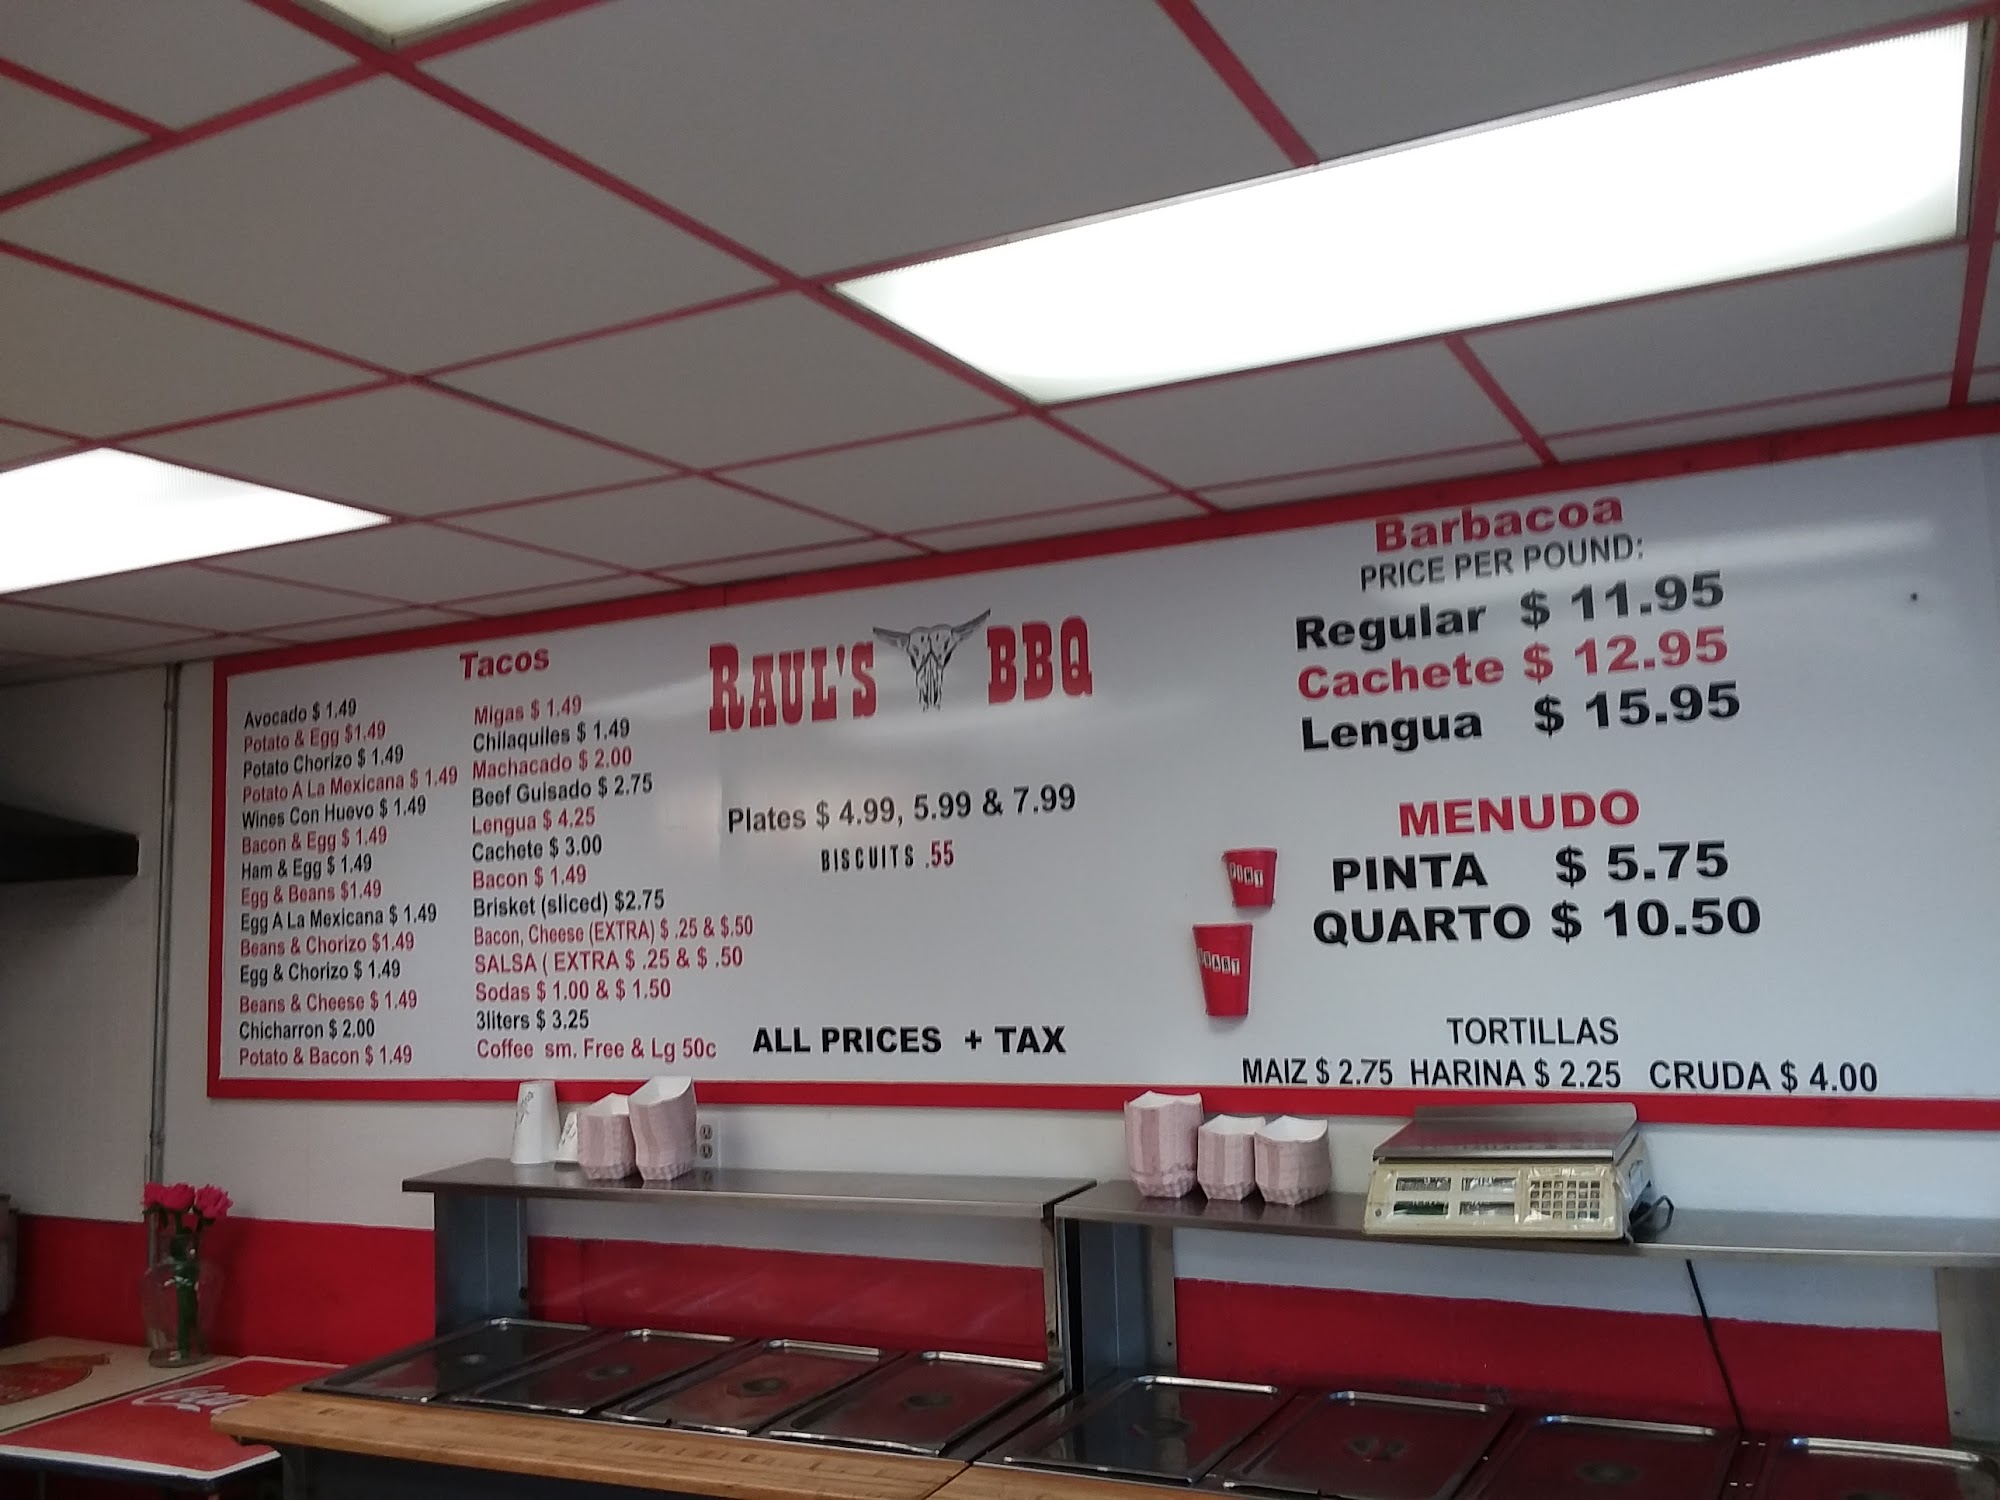 Tacos
Avocado $ 1.49
Potato & Egg $1.49
Potato Chorizo $ 1.49
Potato A La Mexicana $ 1.49
Wines Con Huevo $ 1.49
Bacon & Egg $ 1.49
Ham & Egg $ 1.49
Egg & Beans $1.49
Egg A La Mexicana $ 1.49
Beans & Chorizo $1.49
Egg & Chorizo $ 1.49
Beans & Cheese $ 1.49
Chicharron $ 2.00
Potato & Bacon $ 1.49
Migas $ 1.49
Chilaquiles $ 1.49
Machacado $ 2.00
Beef Guisado $ 2.75
Lengua $ 4.25
Cachete $ 3.00
Bacon $ 1.49
Brisket (sliced) $2.75
Bacon, Cheese (EXTRA) $ .25 & $.50
SALSA ( EXTRA $ .25 & $ .50
Sodas $ 1.00 & $ 1.50
3liters $ 3.25
Coffee sm. Free & Lg 50c
RAUL'S BBQ
Plates $ 4.99, 5.99 & 7.99
BISCUITS .55
ALL PRICES + TAX
Barbacoa
PRICE PER POUND:
Regular $ 11.95
Cachete $ 12.95
Lengua $ 15.95
MENUDO
PINT
PINTA $ 5.75
QUART
QUARTO $ 10.50
TORTILLAS
MAIZ $ 2.75 HARINA $ 2.25 CRUDA $ 4.00